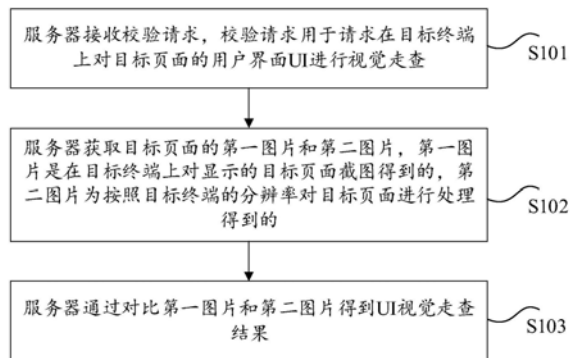 服务器接收校验请求，校验请求用于请求在目标终端
上对目标页面的用户界面UI进行视觉走查
S101
服务器获取目标页面的第一图片和第二图片，第一图
片是在目标终端上对显示的目标页面截图得到的，第
二图片为按照目标终端的分辨率对目标页面进行处理
得到的
S102
服务器通过对比第一图片和第二图片得到UI视觉走查
结果
S103